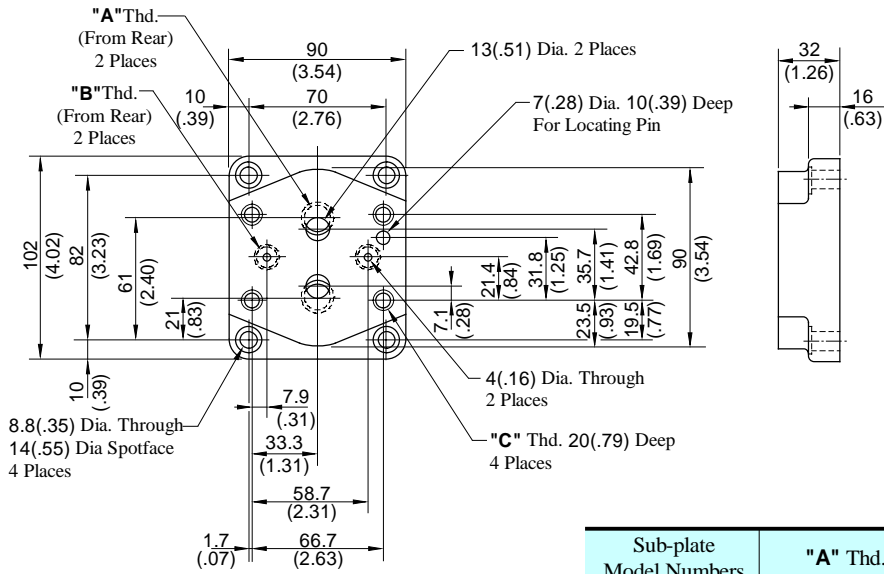 "A"Thd.
(From Rear)
2 Places
"B"Thd.
(From Rear)
2 Places
90
(3.54)
10
(.39)
70
(2.76)
13(.51) Dia. 2 Places
7(.28) Dia. 10(.39) Deep
For Locating Pin
32
(1.26)
16
(.63)
102
(4.02)
82
(3.23)
61
(2.40)
21
(.83)
10
(.39)
7.1
(.28)
21.4
(.84)
31.8
(1.25)
35.7
(1.41)
23.5
(.93)
42.8
(1.69)
19.5
(.77)
90
(3.54)
4(.16) Dia. Through
2 Places
"C" Thd. 20(.79) Deep
4 Places
8.8(.35) Dia. Through
14(.55) Dia Spotface
4 Places
7.9
(.31)
33.3
(1.31)
58.7
(2.31)
1.7
(.07)
66.7
(2.63)
Sub-plate
Model Numbers
"A" Thd.